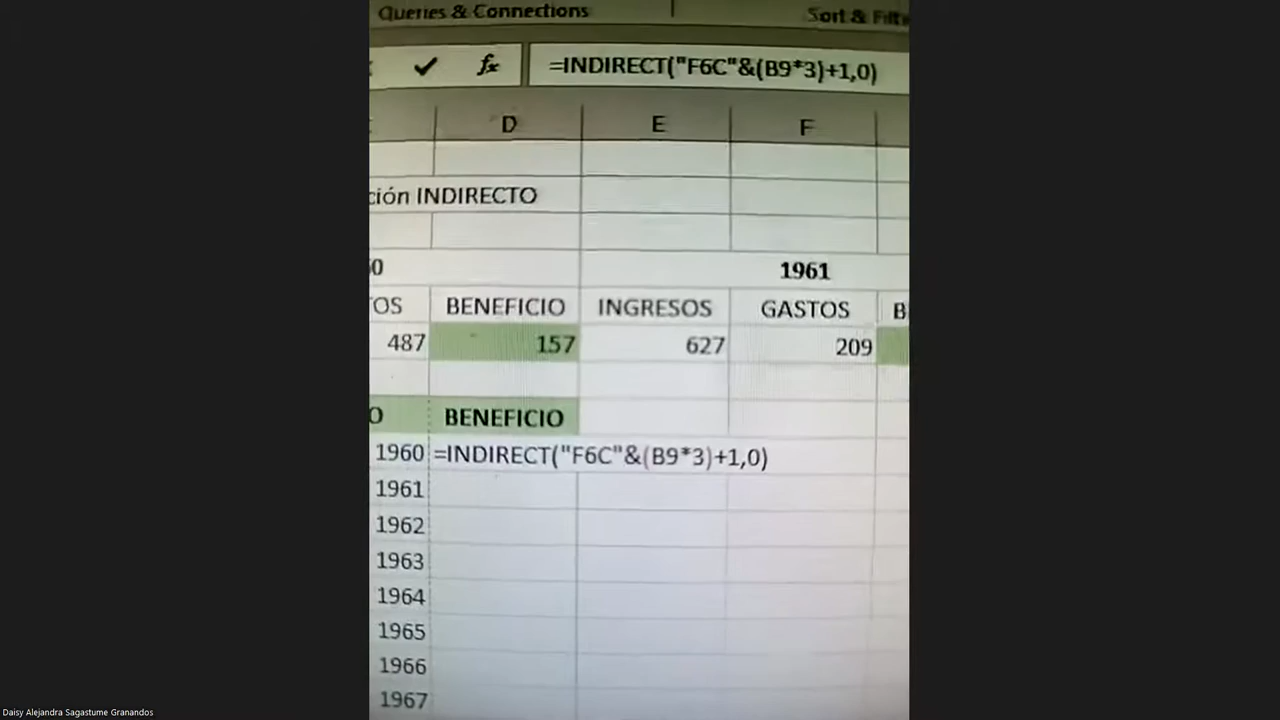 Queries & Connections
Sort & Filt
fx =INDIRECT("F6C"&(B9*3)+1,0)
D E F
ción INDIRECTO
0 1961
TOS BENEFICIO INGRESOS GASTOS B
487 157 627 209
O BENEFICIO
1960 =INDIRECT("F6C"&(B9*3)+1,0)
1961
1962
1963
1964
1965
1966
1967
Daisy Alejandra Sagastume Granandos